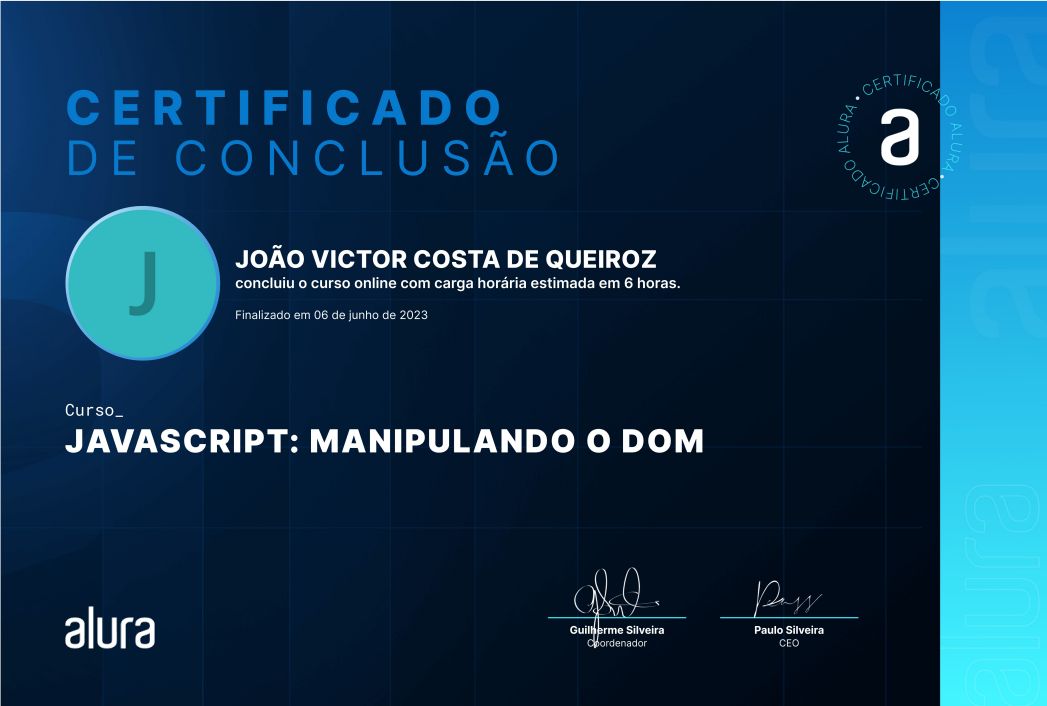 CERTIFICADO
DE CONCLUSÃO
• CERTIFICADO ALURA • CERTIFICADO ALURA
a
J
JOÃO VICTOR COSTA DE QUEIROZ
concluiu o curso online com carga horária estimada em 6 horas.
Finalizado em 06 de junho de 2023
Curso_
JAVASCRIPT: MANIPULANDO O DOM
alura
Guilherme Silveira
Coordenador
Paulo Silveira
CEO
alura
alura